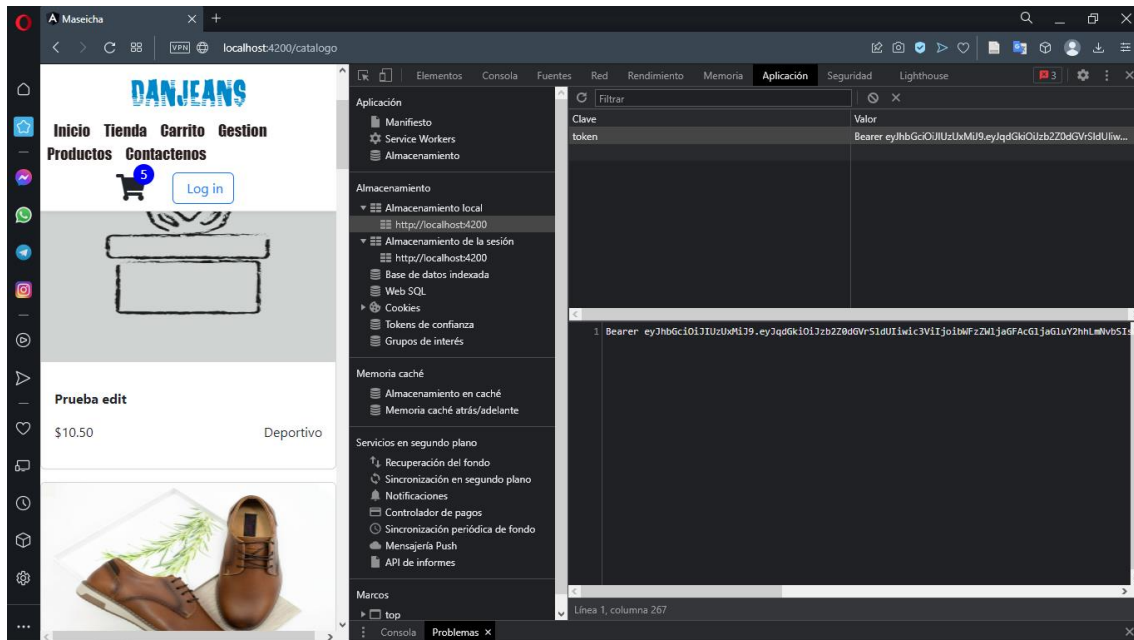 Maseicha
VPN
localhost:4200/catalogo
DANJEANS
Inicio Tienda Carrito Gestion
Productos Contactenos
5
Log in
Prueba edit
$10.50 Deportivo
Elementos Consola Fuentes Red Rendimiento Memoria Aplicación Seguridad Lighthouse 3
Aplicación
Manifiesto
Service Workers
Almacenamiento
Almacenamiento
Almacenamiento local
http://localhost:4200
Almacenamiento de la sesión
http://localhost:4200
Base de datos indexada
Web SQL
Cookies
Tokens de confianza
Grupos de interés
Memoria caché
Almacenamiento en caché
Memoria caché atrás/adelante
Servicios en segundo plano
Recuperación del fondo
Sincronización en segundo plano
Notificaciones
Controlador de pagos
Sincronización periódica de fondo
Mensajería Push
API de informes
Marcos
top
Filtrar
Clave Valor
token Bearer eyJhbGciOiJIUzUxMiJ9.eyJqdGkiOiJzb2Z0dGVrSldUIiw...
1 Bearer eyJhbGciOiJIUzUxMiJ9.eyJqdGkiOiJzb2Z0dGVrSldUIiwic3ViIjoibWFzZWljaGFAcGljaGluY2hhLmNvbSIs
Línea 1, columna 267
Consola Problemas